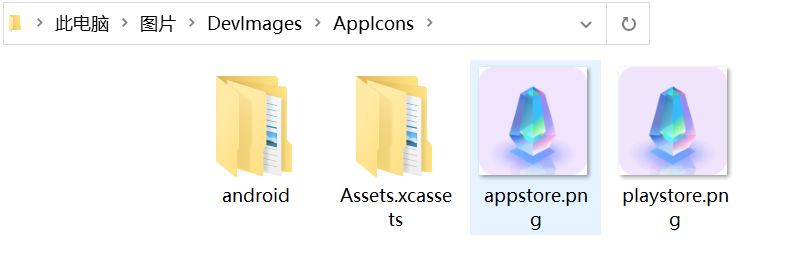 此电脑 > 图片 > DevImages > AppIcons >
android
Assets.xcasse
ts
appstore.pn
g
playstore.pn
g